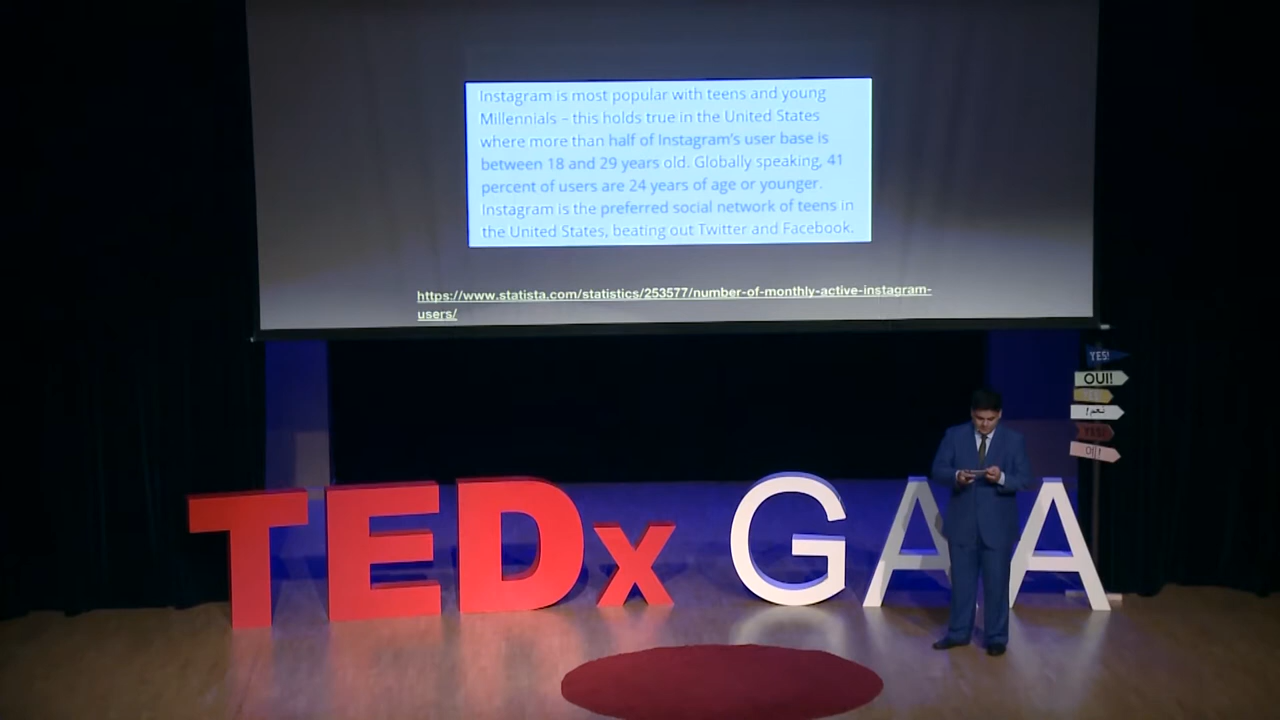 Instagram is most popular with teens and young
Millennials – this holds true in the United States
where more than half of Instagram's user base is
between 18 and 29 years old. Globally speaking, 41
percent of users are 24 years of age or younger.
Instagram is the preferred social network of teens in
the United States, beating out Twitter and Facebook.
https://www.statista.com/statistics/253577/number-of-monthly-active-instagram-
users/
YES!
OUI!
نعم!
YES!
TEDx GAA